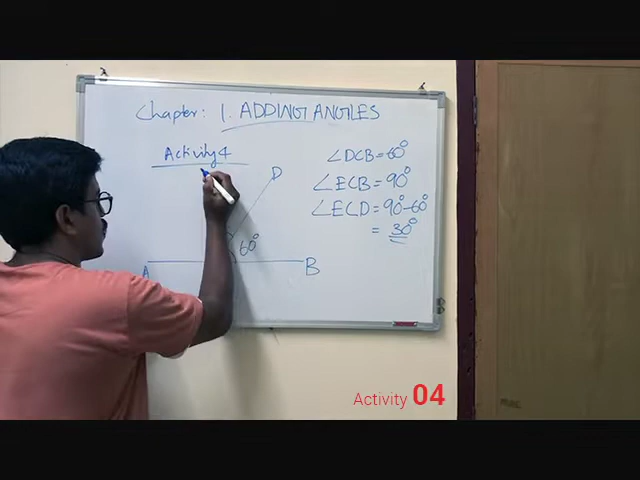 Chapter: 1. ADDING ANGLES
Activity 4
∠DCB = 60°
∠ECB = 90°
∠ECD = 90°-60°
= 30°
D
60°
A
B
Activity 04